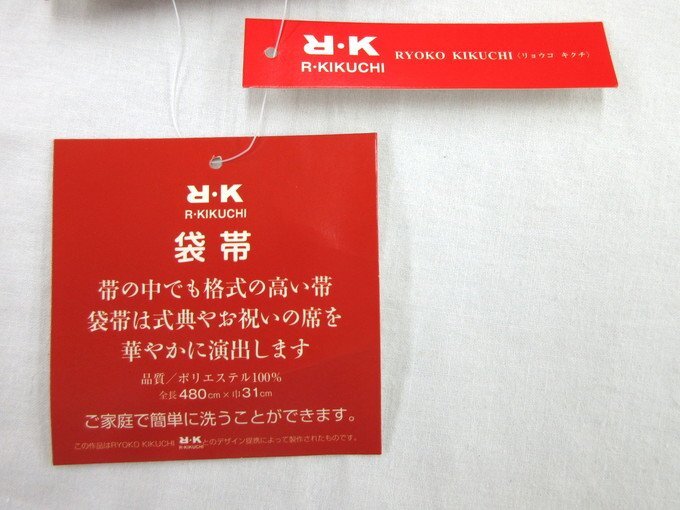 R·K
R·KIKUCHI
RYOKO KIKUCHI（リョウコ キクチ）
R·K
R·KIKUCHI
袋帯
帯の中でも格式の高い帯
袋帯は式典やお祝いの席を
華やかに演出します
品質／ポリエステル100%
全長480cm×巾31cm
ご家庭で簡単に洗うことができます。
この作品はRYOKO KIKUCHI R·K R·KIKUCHI とのデザイン提携によって製作されたものです。